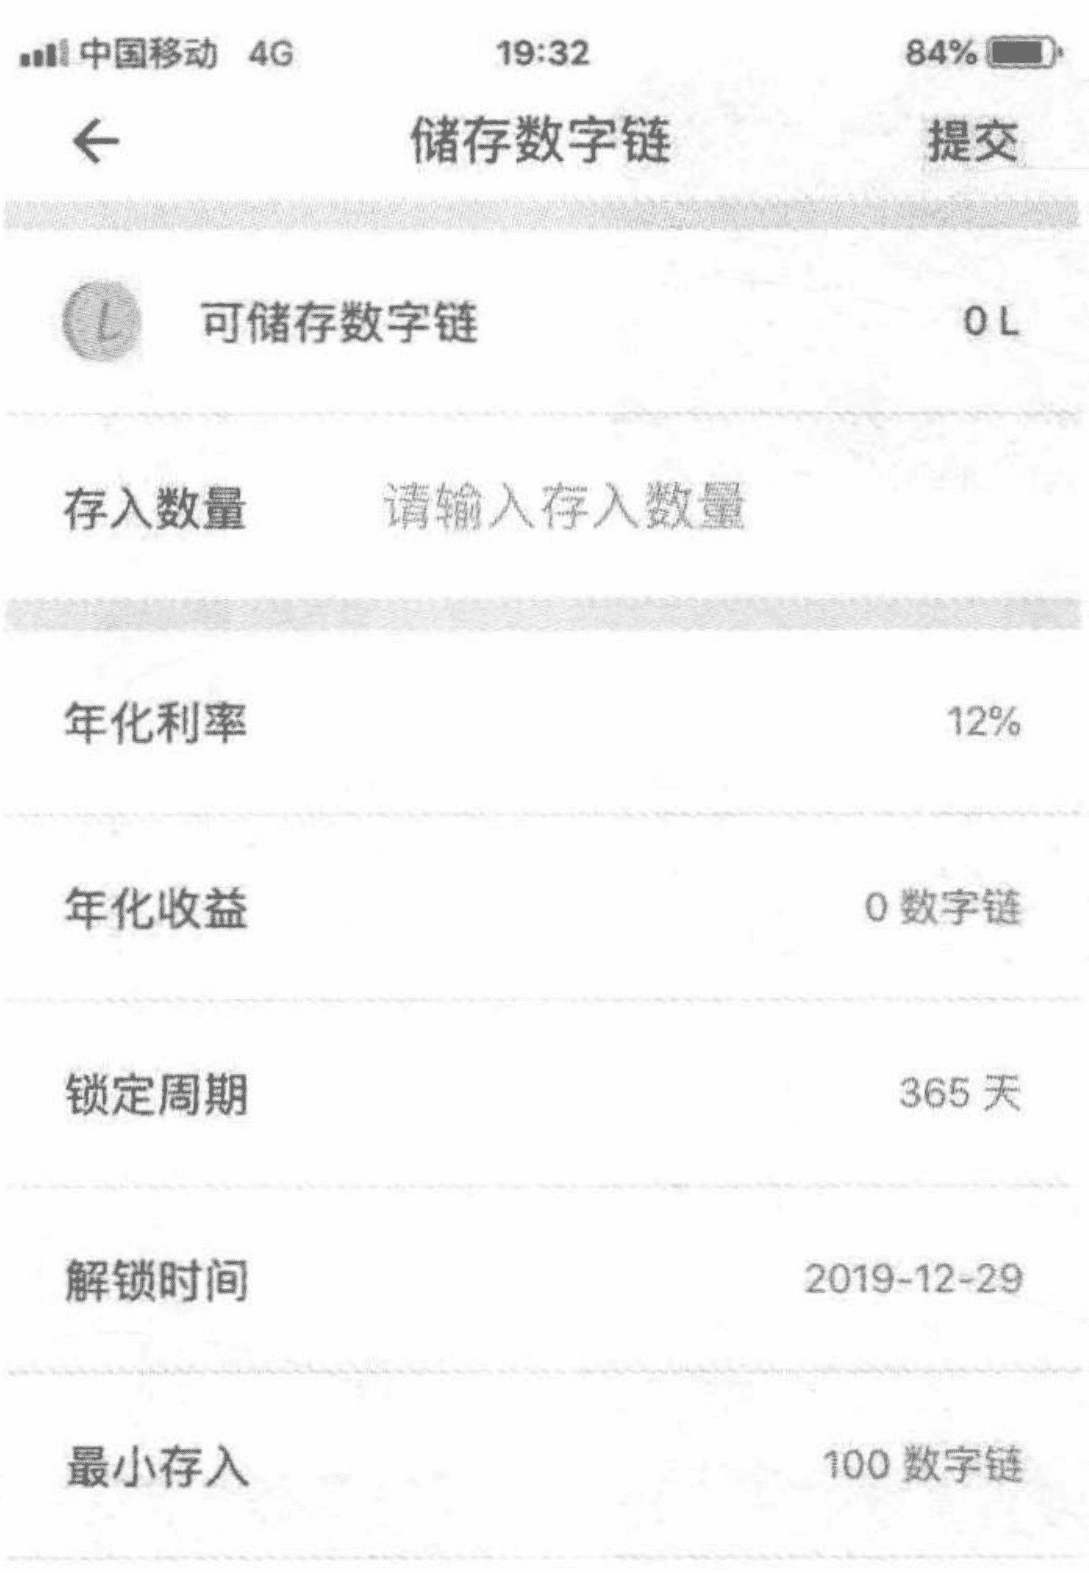 中国移动 4G 19:32 84%
← 储存数字链 提交
L 可储存数字链 0 L
存入数量 请输入存入数量
年化利率 12%
年化收益 0 数字链
锁定周期 365 天
解锁时间 2019-12-29
最小存入 100 数字链